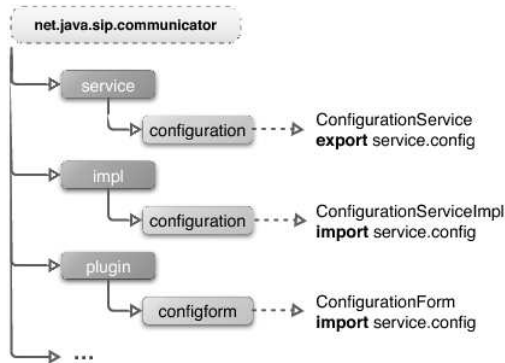 net.java.sip.communicator
service
configuration
ConfigurationService
export service.config
impl
configuration
ConfigurationServiceImpl
import service.config
plugin
configform
ConfigurationForm
import service.config
...